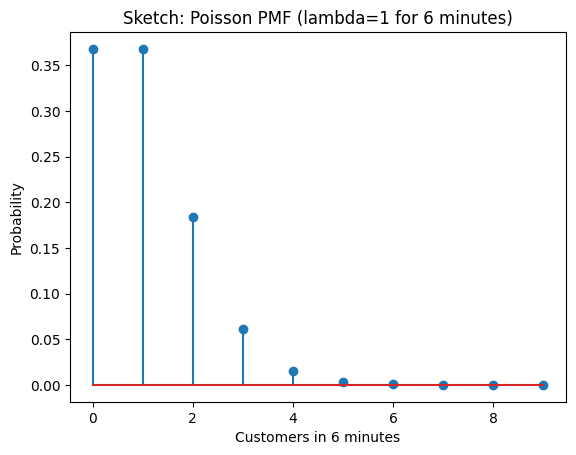 Sketch: Poisson PMF (lambda=1 for 6 minutes)
0.35
0.30
0.25
0.20
0.15
0.10
0.05
0.00
Probability
0 2 4 6 8
Customers in 6 minutes